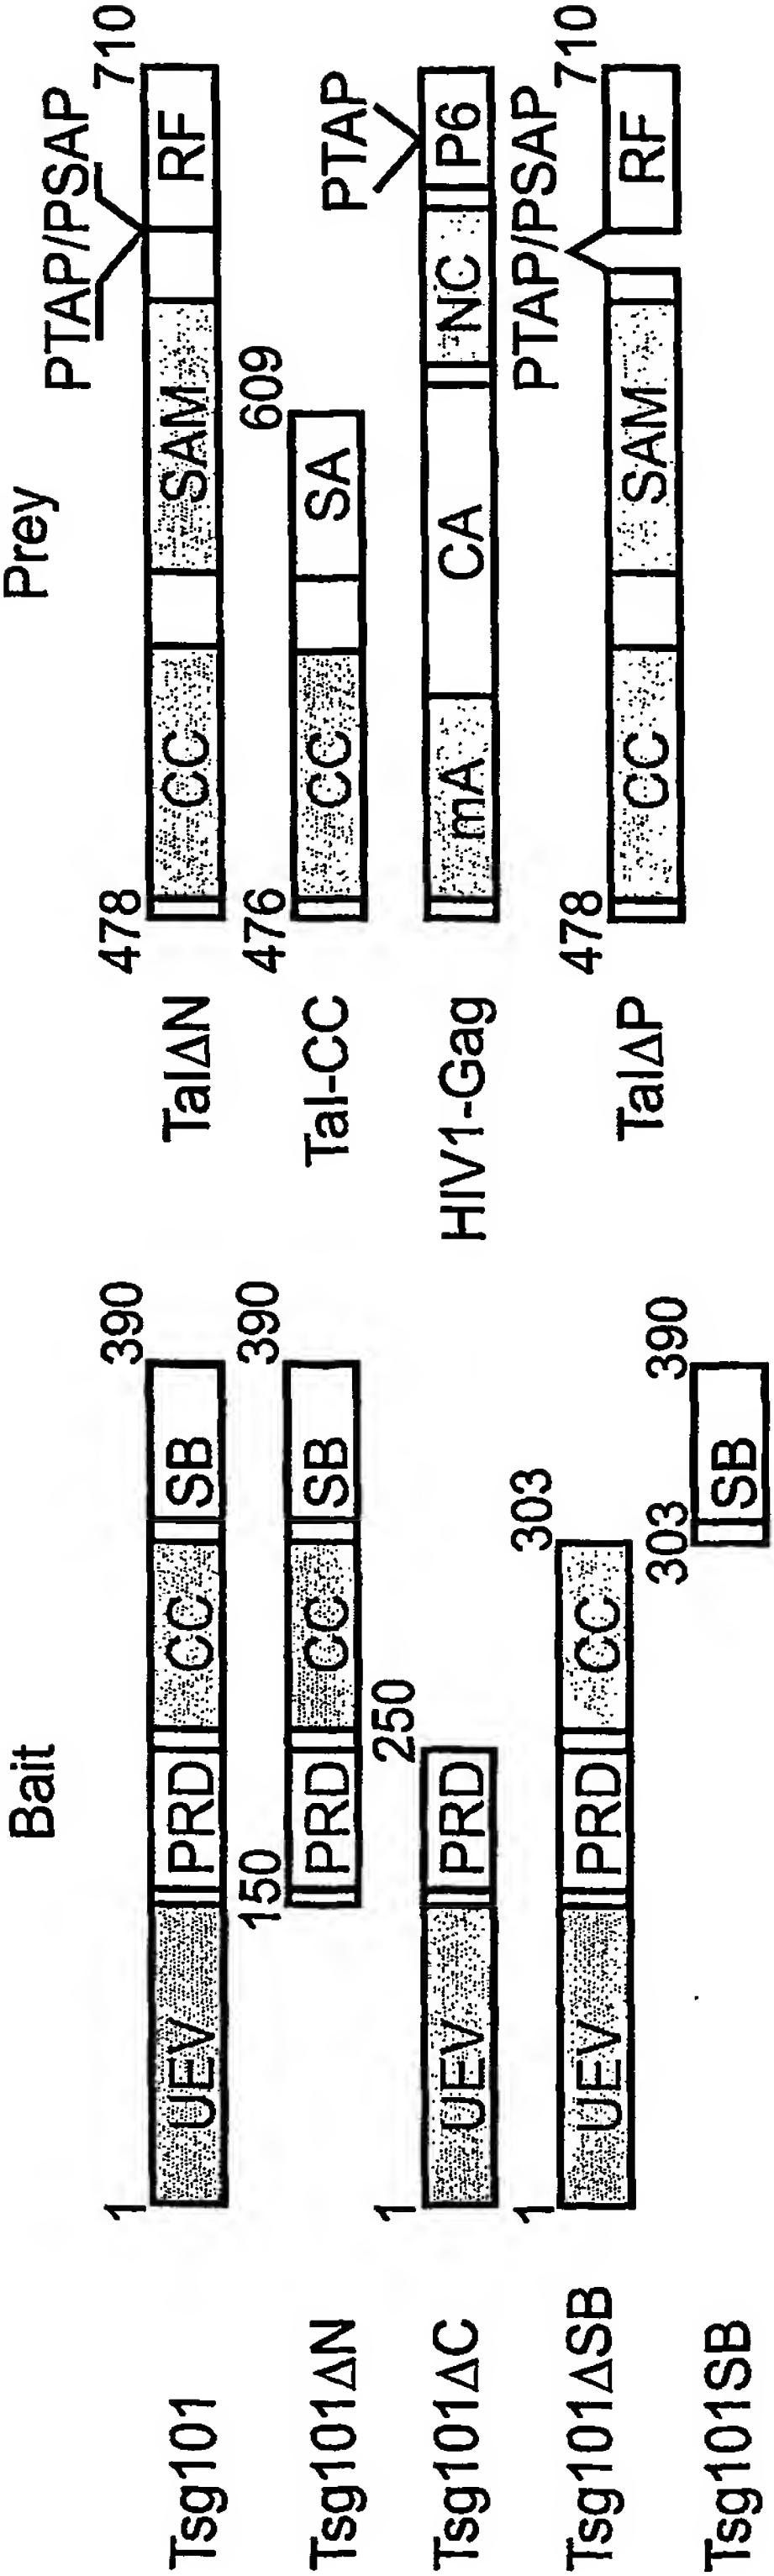 Bait
Tsg101
1
UEV
PRD
CC
SB
390
Tsg101ΔN
150
PRD
CC
SB
390
Tsg101ΔC
1
UEV
PRD
250
Tsg101ΔSB
1
UEV
PRD
CC
303
Tsg101SB
303
SB
390
Prey
PTAP/PSAP
TalΔN
478
CC
SAM
RF
710
Tal-CC
476
CC
SA
609
PTAP
HIV1-Gag
mA
CA
NC
P6
PTAP/PSAP
TalΔP
478
CC
SAM
RF
710